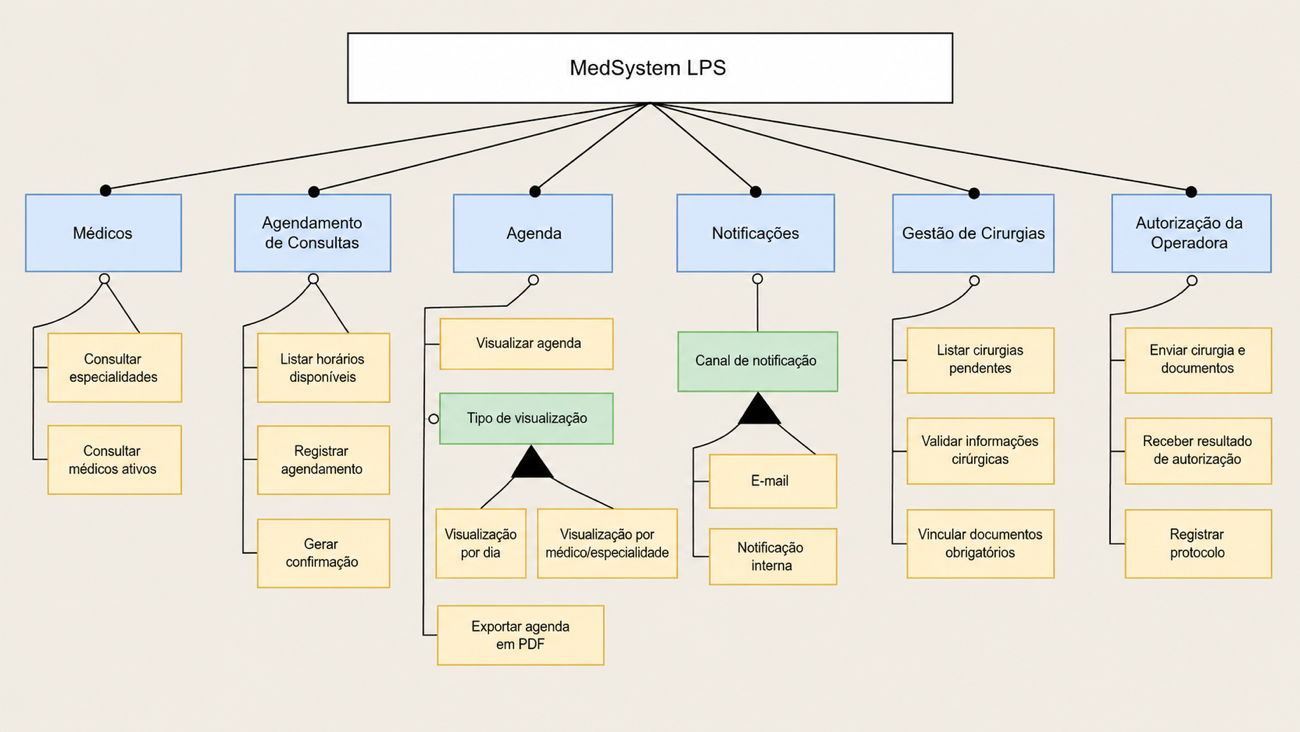 MedSystem LPS
Médicos
Agendamento
de Consultas
Agenda
Notificações
Gestão de Cirurgias
Autorização da
Operadora
Consultar
especialidades
Consultar
médicos ativos
Listar horários
disponíveis
Registrar
agendamento
Gerar
confirmação
Visualizar agenda
Tipo de visualização
Visualização
por dia
Visualização por
médico/especialidade
Exportar agenda
em PDF
Canal de notificação
E-mail
Notificação
interna
Listar cirurgias
pendentes
Validar informações
cirúrgicas
Vincular documentos
obrigatórios
Enviar cirurgia e
documentos
Receber resultado
de autorização
Registrar
protocolo